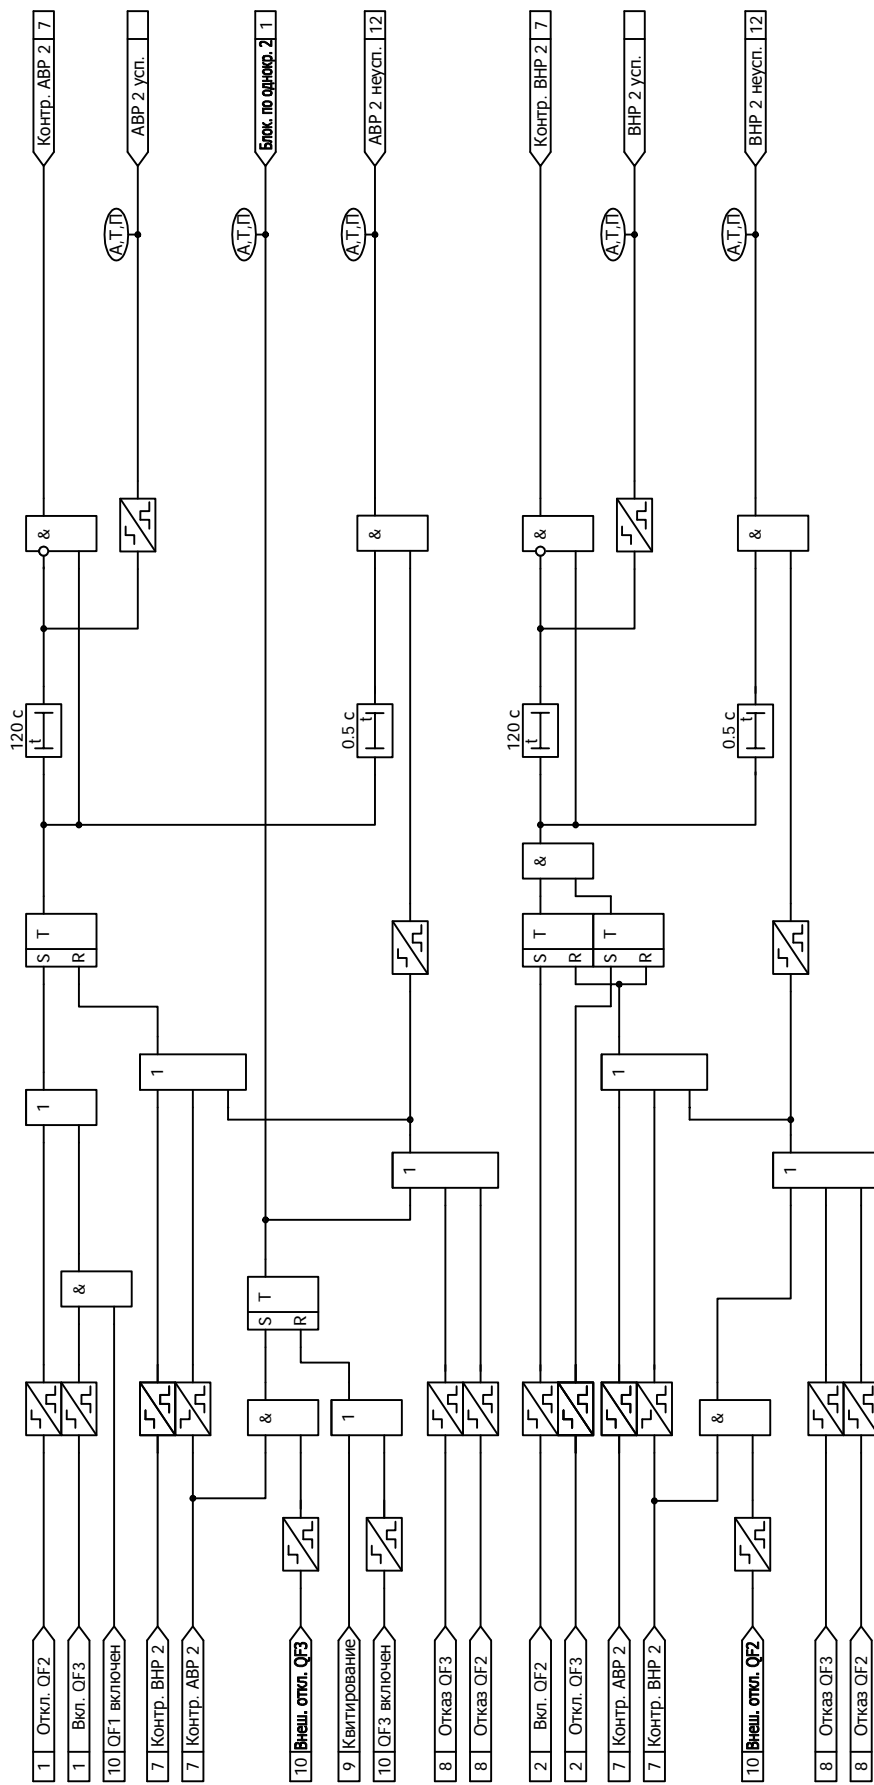 1 Откл. QF2
1 Вкл. QF3
10 QF1 включен
7 Контр. ВНР 2
7 Контр. АВР 2
10 Внеш. откл. QF3
9 Квитирование
10 QF3 включен
8 Отказ QF3
8 Отказ QF2
&
1
S T
R
1
&
S T
R
1
1
120 с
t
0.5 с
t
&
&
А,Т,П
А,Т,П
А,Т,П
Контр. АВР 2 7
АВР 2 усп.
Блок. по однокр. 2 1
АВР 2 неусп. 12
2 Вкл. QF2
2 Откл. QF3
7 Контр. АВР 2
7 Контр. ВНР 2
10 Внеш. откл. QF2
8 Отказ QF3
8 Отказ QF2
&
1
1
S T
R
S T
R
&
120 с
t
0.5 с
t
&
&
А,Т,П
А,Т,П
Контр. ВНР 2 7
ВНР 2 усп.
ВНР 2 неусп. 12